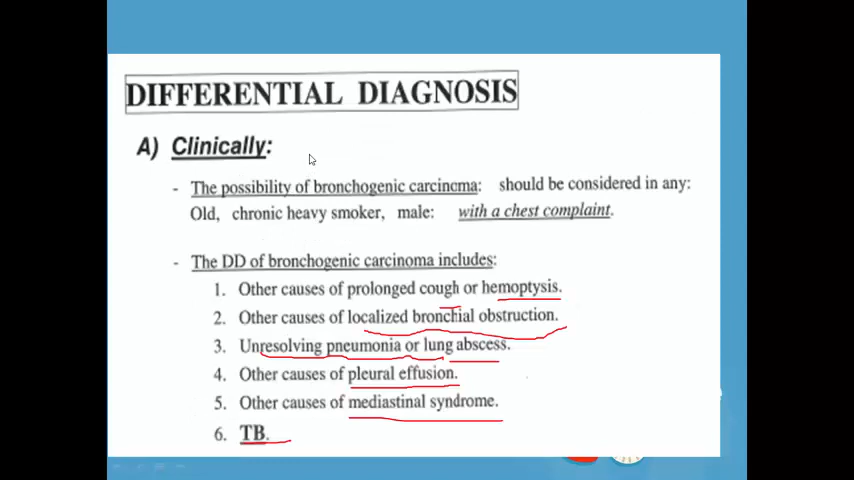 DIFFERENTIAL DIAGNOSIS
A) Clinically:
- The possibility of bronchogenic carcinoma: should be considered in any:
Old, chronic heavy smoker, male: with a chest complaint.
- The DD of bronchogenic carcinoma includes:
1. Other causes of prolonged cough or hemoptysis.
2. Other causes of localized bronchial obstruction.
3. Unresolving pneumonia or lung abscess.
4. Other causes of pleural effusion.
5. Other causes of mediastinal syndrome.
6. TB.